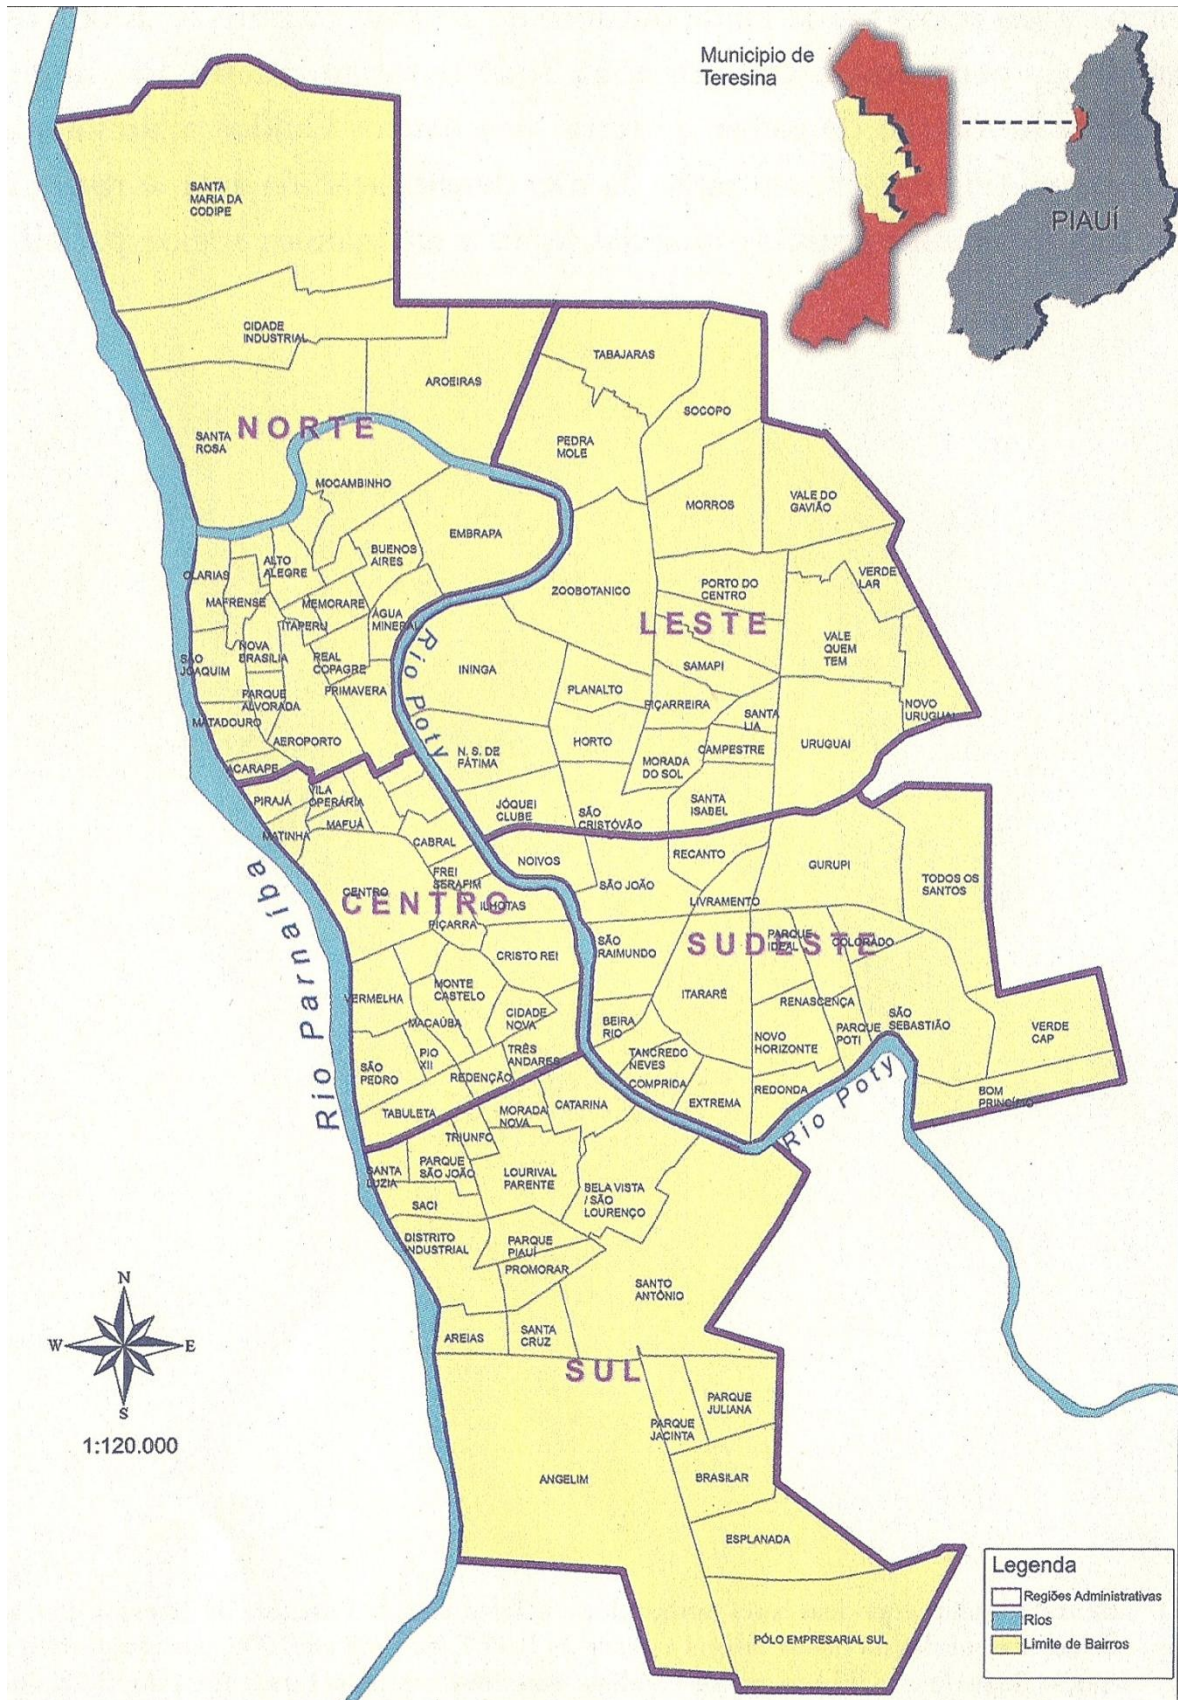 Municipio de
Teresina
PIAUÍ
SANTA
MARIA DA
CODIPE
CIDADE
INDUSTRIAL
AROEIRAS
TABAJARAS
SOCOPO
NORTE
SANTA
ROSA
PEDRA
MOLE
MOCAMBINHO
MORROS
VALE DO
GAVIÃO
EMBRAPA
BUENOS
AIRES
ALTO
ALEGRE
OLARIAS
MAFRENSE
MEMORARE
ITAPERU
ÁGUA
MINERAL
ZOOBOTANICO
PORTO DO
CENTRO
VERDE
LAR
LESTE
VALE
QUEM
TEM
SÃO
JOAQUIM
NOVA
BRASILIA
REAL
COPAGRE
PRIMAVERA
Rio Poty
ININGA
SAMAPI
PLANALTO
PIÇARREIRA
PARQUE
ALVORADA
MATADOURO
AEROPORTO
SANTA
LIA
NOVO
URUGUAI
HORTO
N. S. DE
FÁTIMA
CAMPESTRE
URUGUAI
MORADA
DO SOL
ACARAPE
PIRAJÁ
VILA
OPERÁRIA
JÓQUEI
CLUBE
SÃO
CRISTÓVÃO
SANTA
ISABEL
MATINHA
MAFUÁ
CABRAL
NOIVOS
RECANTO
GURUPI
TODOS OS
SANTOS
FREI
SERAFIM
CENTRO
CENTRO
ILHOTAS
SÃO JOÃO
LIVRAMENTO
PIÇARRA
Rio Parnaíba
CRISTO REI
SÃO
RAIMUNDO
SUDESTE
PARQUE
IDEAL
COLORADO
VERMELHA
MONTE
CASTELO
ITARARÉ
RENASCENÇA
MACAÚBA
CIDADE
NOVA
BEIRA
RIO
NOVO
HORIZONTE
PARQUE
POTI
SÃO
SEBASTIÃO
VERDE
CAP
SÃO
PEDRO
PIO
XII
TRÊS
ANDARES
REDENÇÃO
TANCREDO
NEVES
COMPRIDA
EXTREMA
REDONDA
BOM
PRINCÍPIO
Rio Poty
TABULETA
MORADA
NOVA
CATARINA
TRIUNFO
SANTA
LUZIA
PARQUE
SÃO JOÃO
LOURIVAL
PARENTE
BELA VISTA
/ SÃO
LOURENÇO
SACI
DISTRITO
INDUSTRIAL
PARQUE
PIAUÍ
PROMORAR
SANTO
ANTÔNIO
AREIAS
SANTA
CRUZ
SUL
PARQUE
JULIANA
PARQUE
JACINTA
ANGELIM
BRASILAR
ESPLANADA
PÓLO EMPRESARIAL SUL
N
W
E
S
1:120.000
Legenda
Regiões Administrativas
Rios
Limite de Bairros